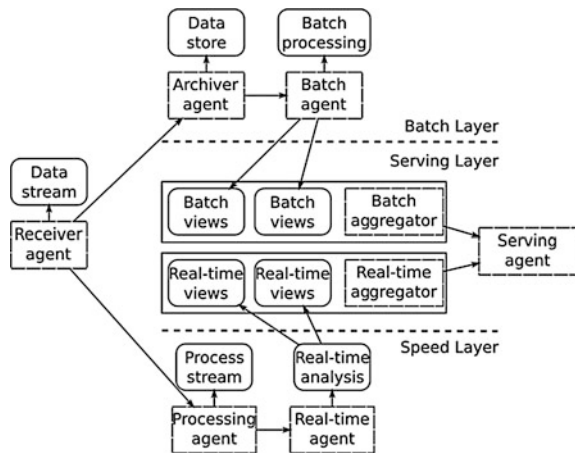 Data
store
Batch
processing
Archiver
agent
Batch
agent
Batch Layer
Serving Layer
Data
stream
Receiver
agent
Batch
views
Batch
views
Batch
aggregator
Serving
agent
Real-time
views
Real-time
views
Real-time
aggregator
Speed Layer
Process
stream
Real-time
analysis
Processing
agent
Real-time
agent